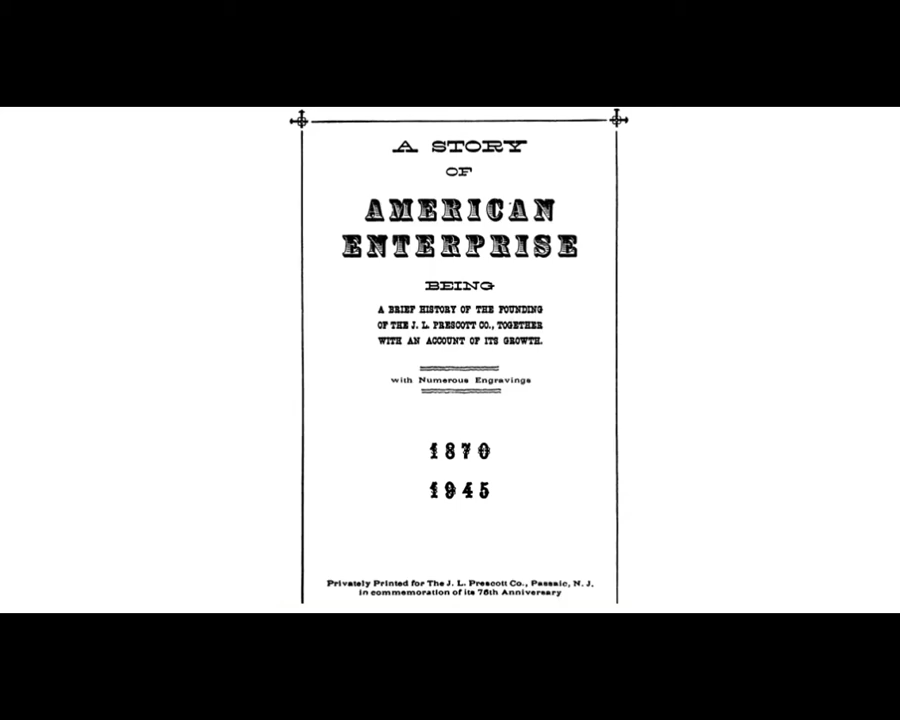 A STORY
OF
AMERICAN
ENTERPRISE
BEING
A BRIEF HISTORY OF THE FOUNDING
OF THE J. L. PRESCOTT CO., TOGETHER
WITH AN ACCOUNT OF ITS GROWTH.
with Numerous Engravings
1870
1945
Privately Printed for The J. L. Prescott Co., Passaic, N. J.
in commemoration of its 75th Anniversary